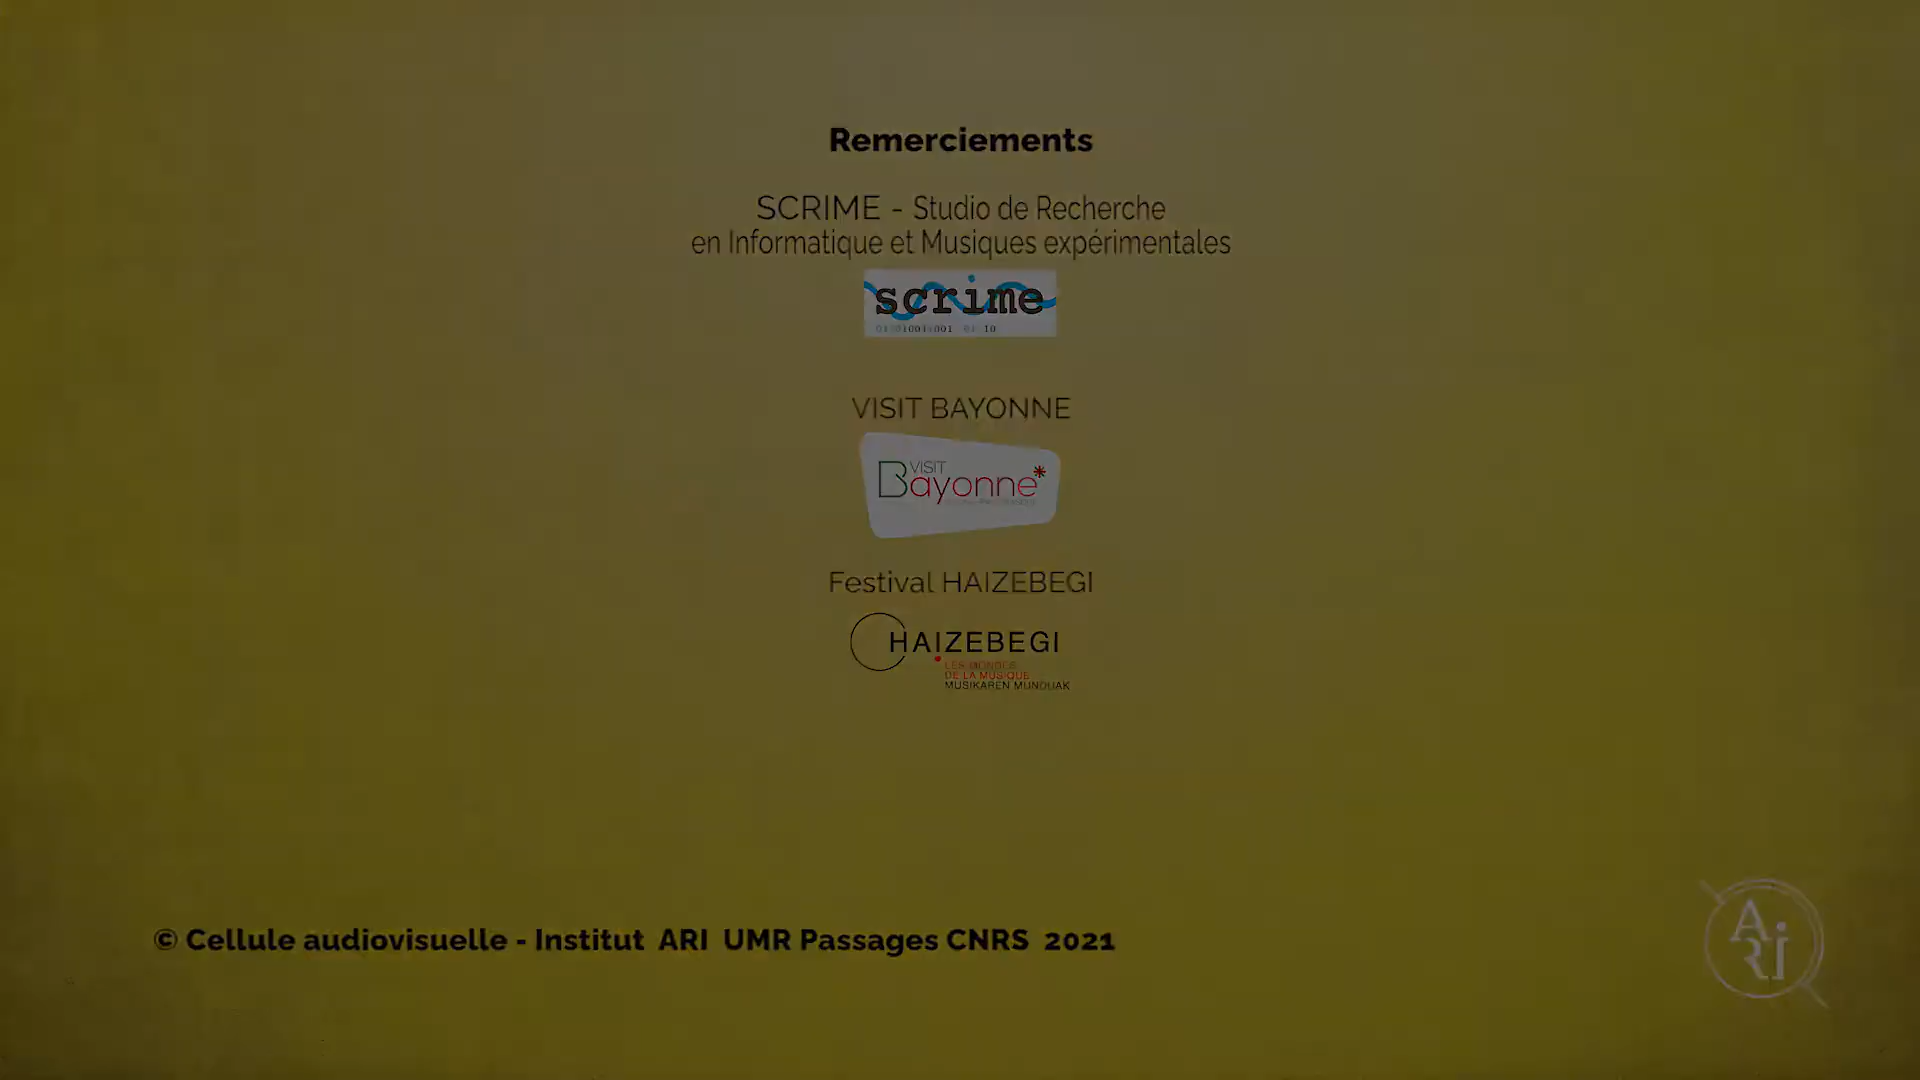 Remerciements
SCRIME - Studio de Recherche
en Informatique et Musiques expérimentales
scrime
VISIT BAYONNE
VISIT
Bayonne*
Festival HAIZEBEGI
HAIZEBEGI
LES MONDES
DE LA MUSIQUE
MUSIKAREN MUNDUAK
© Cellule audiovisuelle - Institut ARI UMR Passages CNRS 2021
ARi